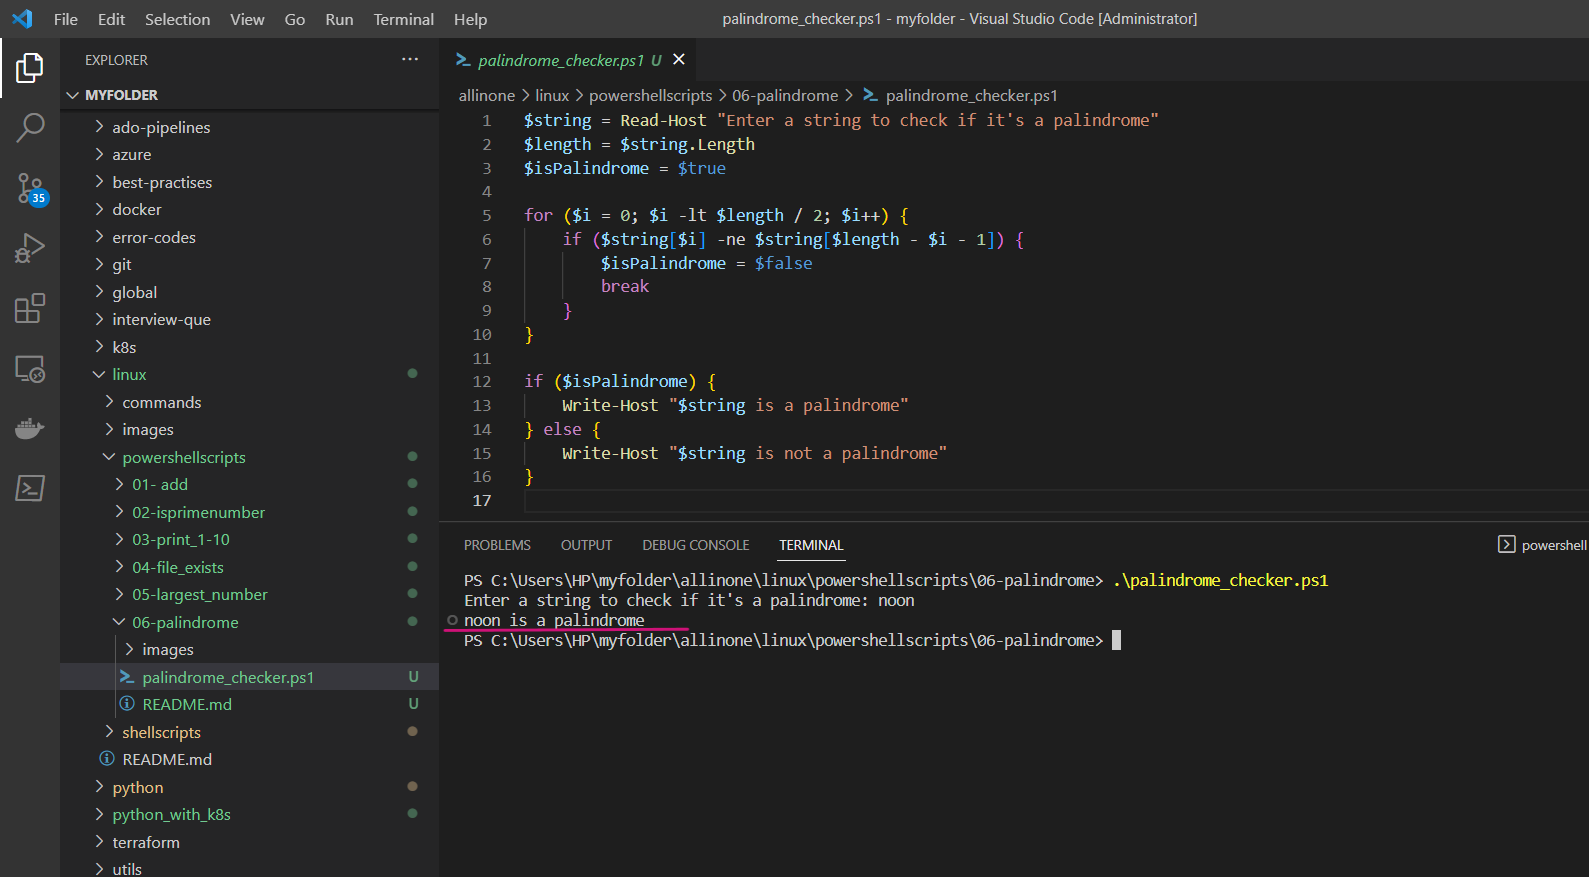 File Edit Selection View Go Run Terminal Help
palindrome_checker.ps1 - myfolder - Visual Studio Code [Administrator]
EXPLORER ···
MYFOLDER
ado-pipelines
azure
best-practises
docker
error-codes
git
global
interview-que
k8s
linux
commands
images
powershellscripts
01- add
02-isprimenumber
03-print_1-10
04-file_exists
05-largest_number
06-palindrome
images
palindrome_checker.ps1 U
README.md U
shellscripts
README.md
python
python_with_k8s
terraform
utils
35
palindrome_checker.ps1 U
allinone > linux > powershellscripts > 06-palindrome > palindrome_checker.ps1
1 $string = Read-Host "Enter a string to check if it's a palindrome"
2 $length = $string.Length
3 $isPalindrome = $true
4
5 for ($i = 0; $i -lt $length / 2; $i++) {
6 if ($string[$i] -ne $string[$length - $i - 1]) {
7 $isPalindrome = $false
8 break
9 }
10 }
11
12 if ($isPalindrome) {
13 Write-Host "$string is a palindrome"
14 } else {
15 Write-Host "$string is not a palindrome"
16 }
17
PROBLEMS OUTPUT DEBUG CONSOLE TERMINAL powershell
PS C:\Users\HP\myfolder\allinone\linux\powershellscripts\06-palindrome> .\palindrome_checker.ps1
Enter a string to check if it's a palindrome: noon
noon is a palindrome
PS C:\Users\HP\myfolder\allinone\linux\powershellscripts\06-palindrome>